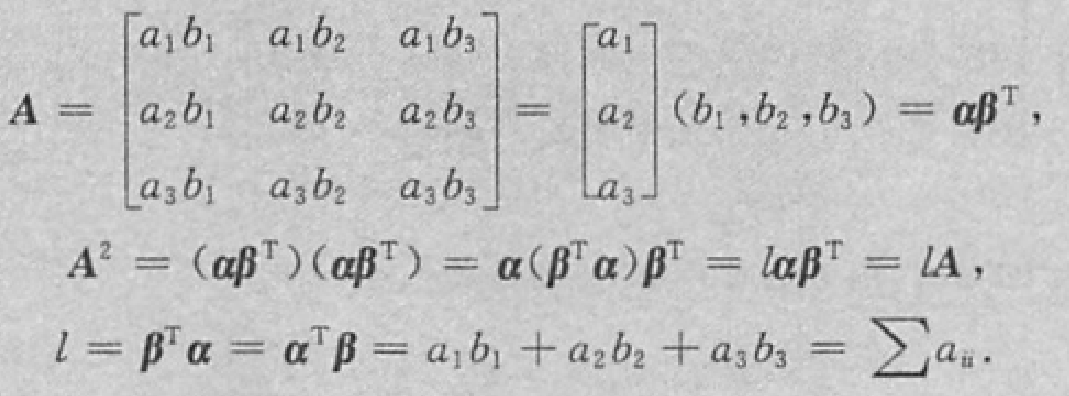 A = [a₁b₁ a₁b₂ a₁b₃; a₂b₁ a₂b₂ a₂b₃; a₃b₁ a₃b₂ a₃b₃] = [a₁; a₂; a₃] (b₁,b₂,b₃) = αβᵀ,
A² = (αβᵀ)(αβᵀ) = α(βᵀα)βᵀ = lαβᵀ = lA,
l = βᵀα = αᵀβ = a₁b₁ + a₂b₂ + a₃b₃ = ∑aᵢᵢ.